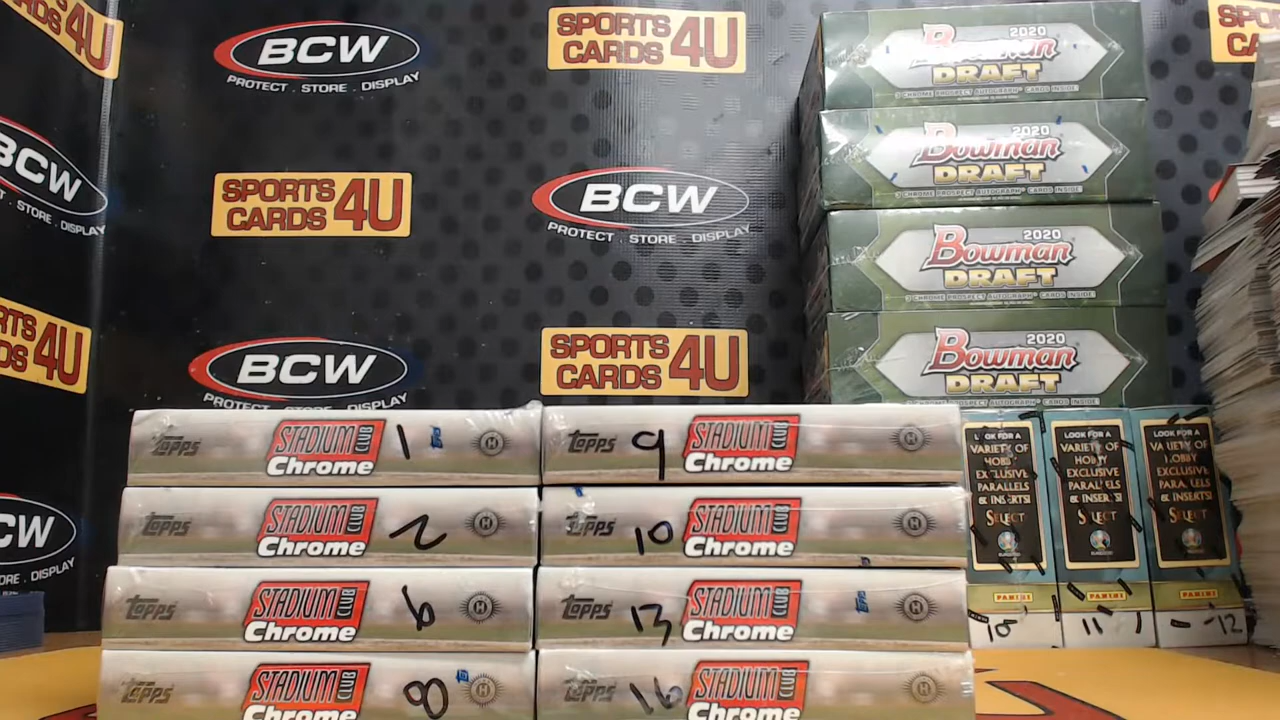 SPORTS
CARDS 4U
BCW
PROTECT . STORE . DISPLAY
SPORTS
CARDS 4U
BCW
PROTECT . STORE . DISPLAY
SPORTS
CARDS 4U
BCW
PROTECT . STORE . DISPLAY
SPORTS
CARDS 4U
BCW
PROTECT . STORE . DISPLAY
4U
BCW
STORE . DISPLAY
4U
CW
DISPLAY
2020
Bowman
DRAFT
2020
Bowman
DRAFT
2020
Bowman
DRAFT
2020
Bowman
DRAFT
TOPPS STADIUM CLUB 1
Chrome
TOPPS 9 STADIUM CLUB
Chrome
TOPPS STADIUM CLUB 2
Chrome
TOPPS 10 STADIUM CLUB
Chrome
TOPPS STADIUM CLUB 6
Chrome
TOPPS 13 STADIUM CLUB
Chrome
TOPPS STADIUM CLUB 8
Chrome
TOPPS 16 STADIUM CLUB
Chrome
LOOK FOR A
VARIETY OF
HOBBY
EXCLUSIVE
PARALLELS
& INSERTS!
SELECT
PANINI
10
LOOK FOR A
VARIETY OF
HOBBY
EXCLUSIVE
PARALLELS
& INSERTS!
SELECT
PANINI
11
LOOK FOR A
VARIETY OF
HOBBY
EXCLUSIVE
PARALLELS
& INSERTS!
SELECT
PANINI
12